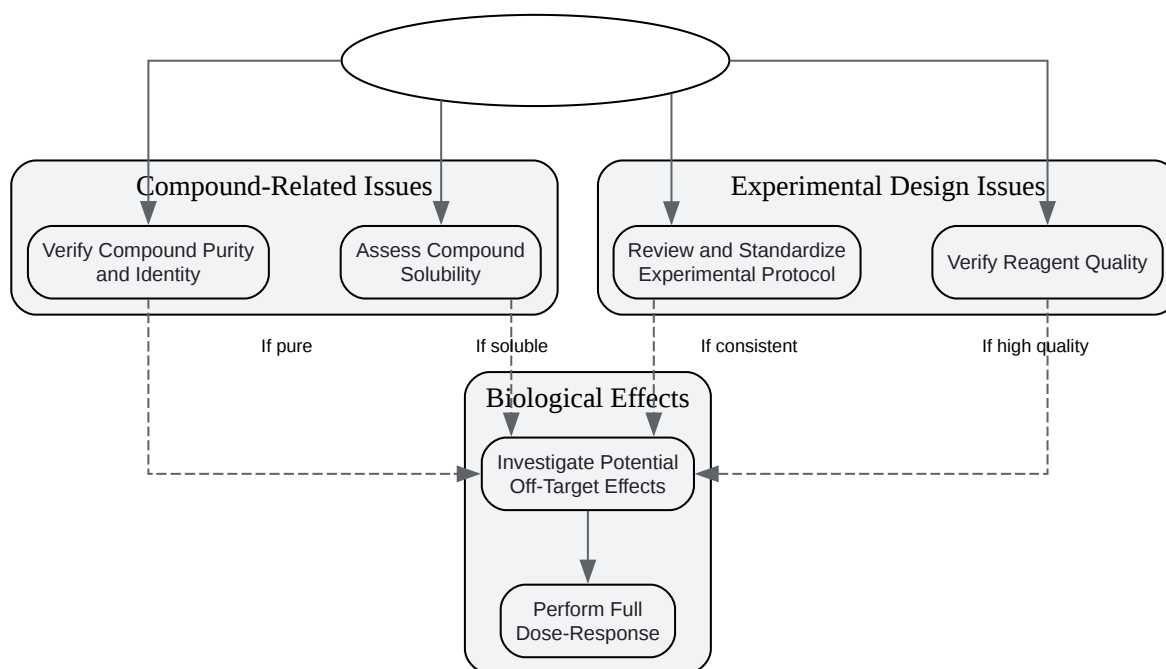 Compound-Related Issues
Experimental Design Issues
Verify Compound Purity
and Identity
Assess Compound
Solubility
Review and Standardize
Experimental Protocol
Verify Reagent Quality
If pure
If soluble
If consistent
If high quality
Biological Effects
Investigate Potential
Off-Target Effects
Perform Full
Dose-Response